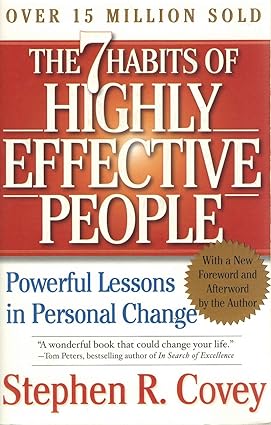 OVER 15 MILLION SOLD
THE 7 HABITS OF
HIGHLY
EFFECTIVE
PEOPLE
Powerful Lessons
in Personal Change
With a New
Foreword and
Afterword
by the Author
"A wonderful book that could change your life."
—Tom Peters, bestselling author of In Search of Excellence
Stephen R. Covey